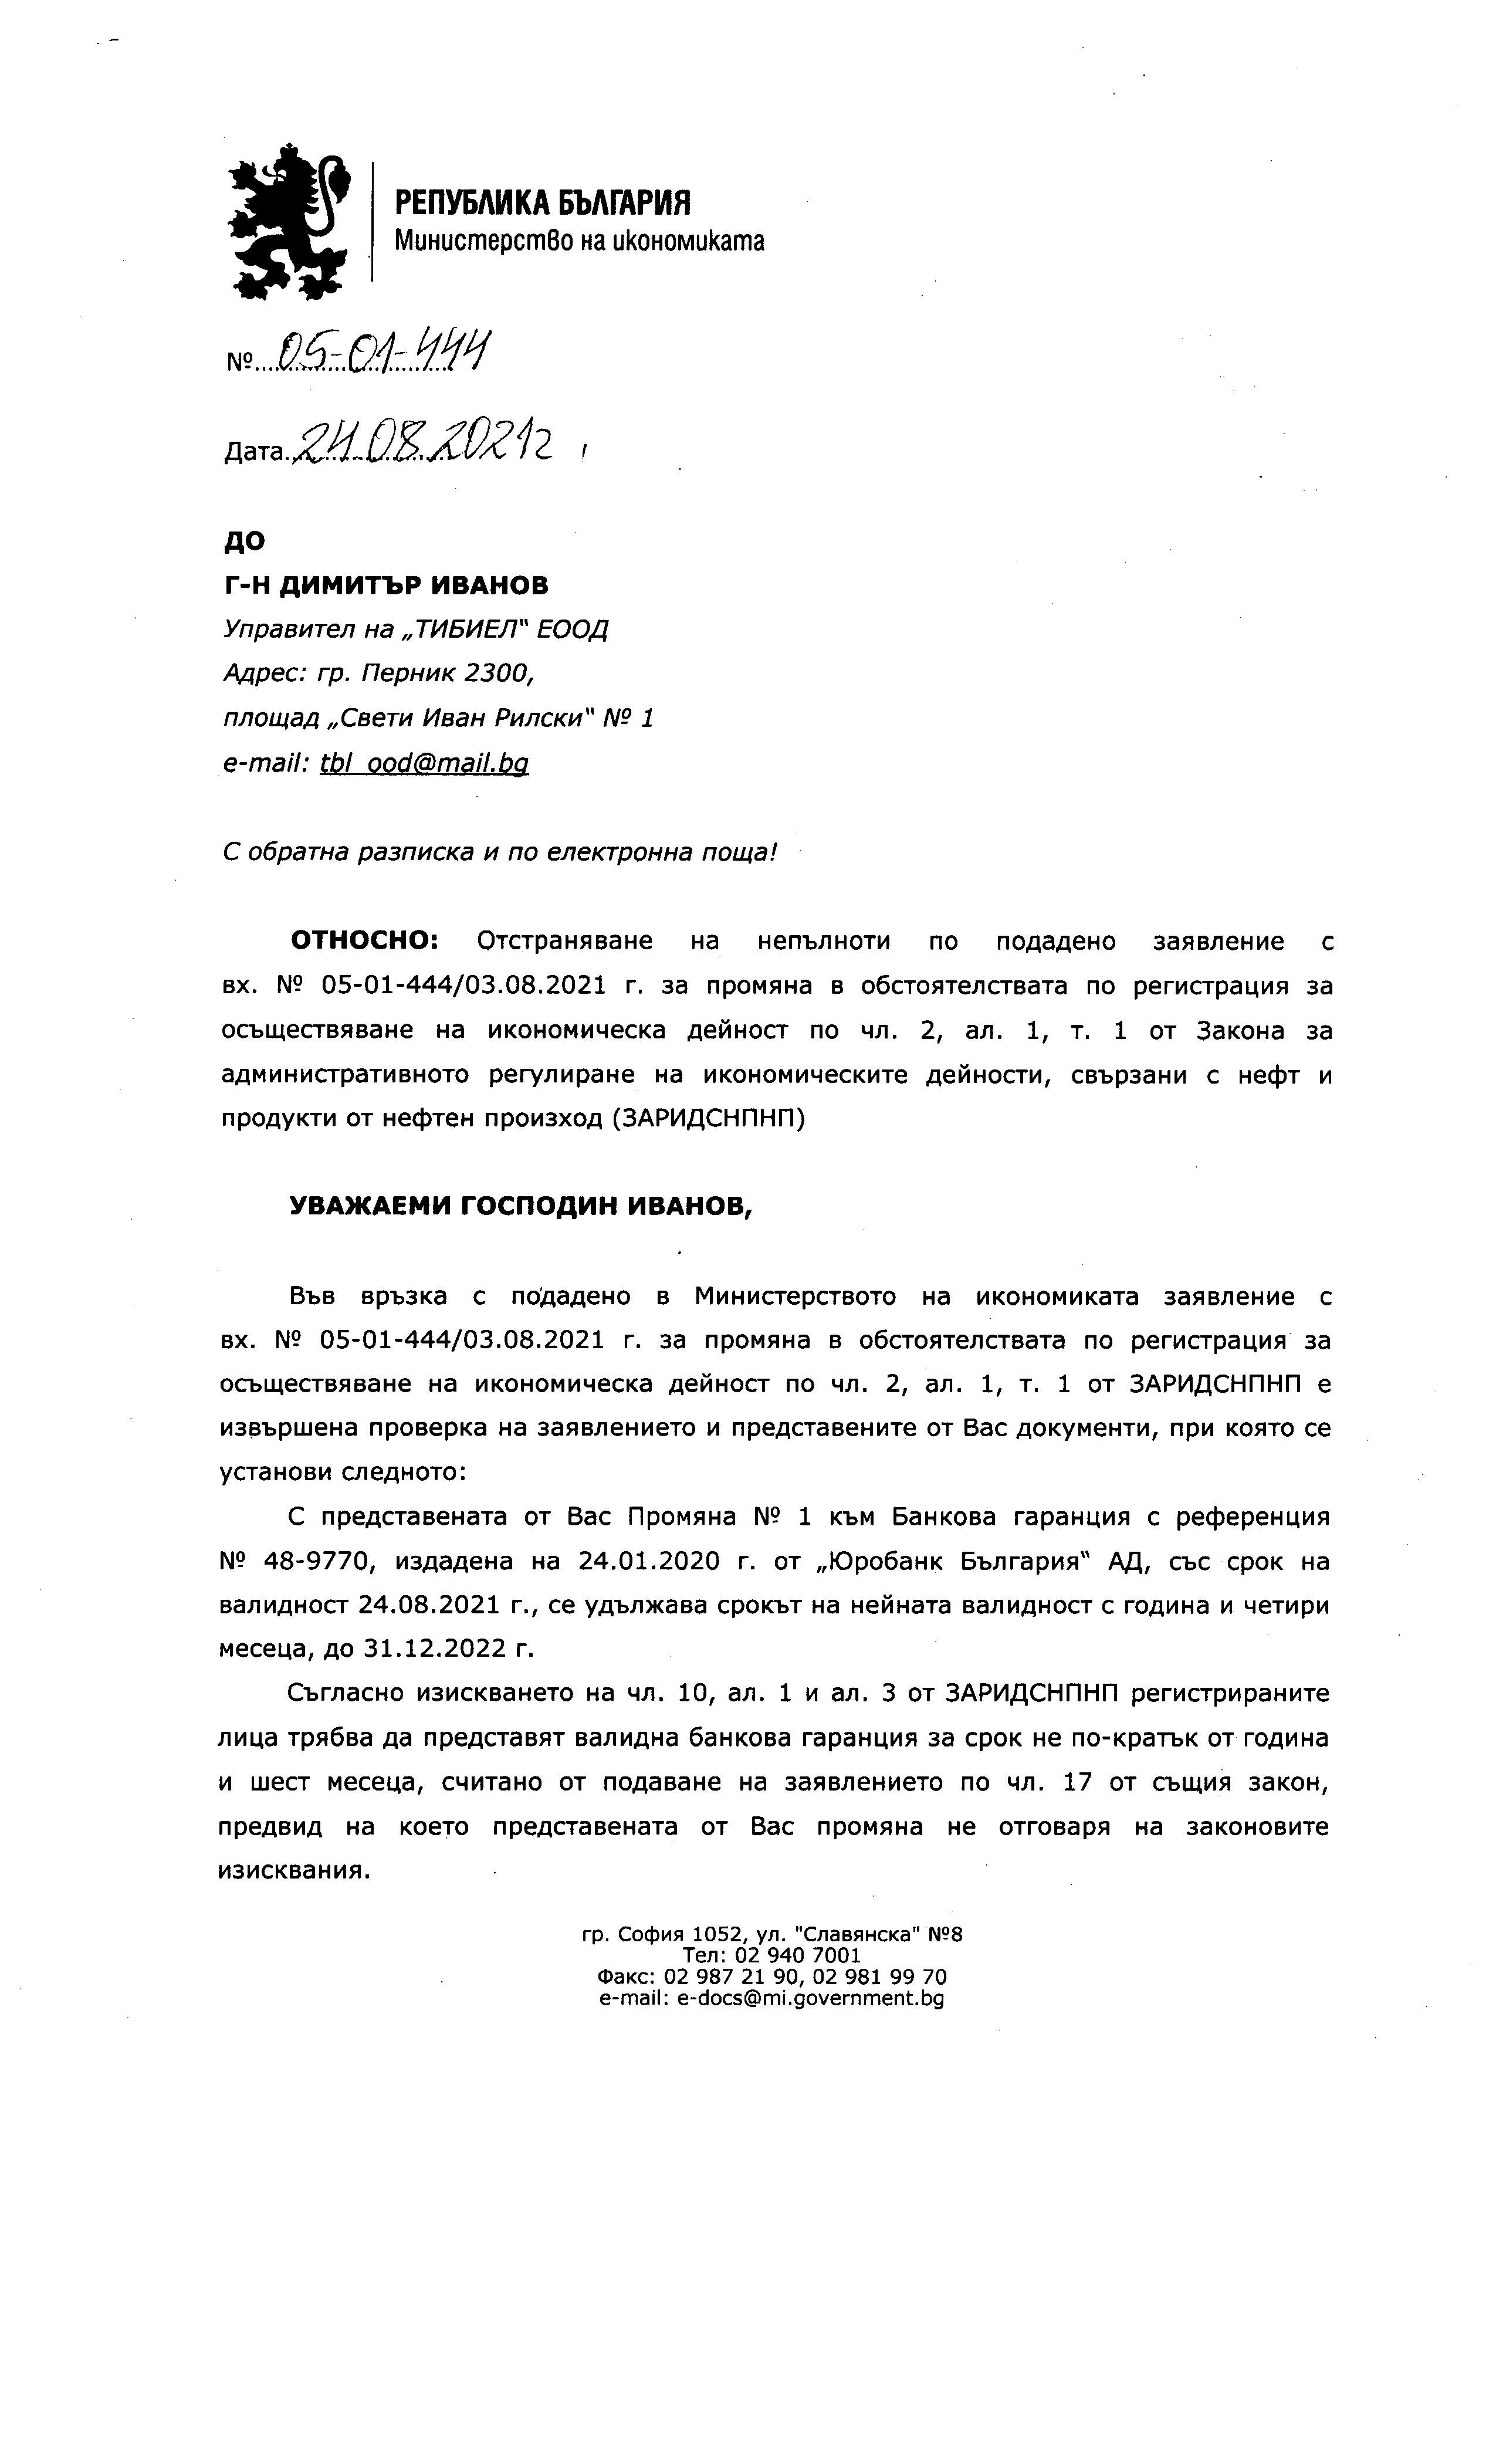 РЕПУБЛИКА БЪЛГАРИЯ
Министерство на икономиката
№....05-01-444
Дата.24.08.2021г
ДО
Г-Н ДИМИТЪР ИВАНОВ
Управител на „ТИБИЕЛ" ЕООД
Адрес: гр. Перник 2300,
площад „Свети Иван Рилски" № 1
e-mail: tbl_ood@mail.bg
С обратна разписка и по електронна поща!
ОТНОСНО: Отстраняване на непълноти по подадено заявление с
вх. № 05-01-444/03.08.2021 г. за промяна в обстоятелствата по регистрация за
осъществяване на икономическа дейност по чл. 2, ал. 1, т. 1 от Закона за
административното регулиране на икономическите дейности, свързани с нефт и
продукти от нефтен произход (ЗАРИДСНПНП)
УВАЖАЕМИ ГОСПОДИН ИВАНОВ,
Във връзка с подадено в Министерството на икономиката заявление с
вх. № 05-01-444/03.08.2021 г. за промяна в обстоятелствата по регистрация за
осъществяване на икономическа дейност по чл. 2, ал. 1, т. 1 от ЗАРИДСНПНП е
извършена проверка на заявлението и представените от Вас документи, при която се
установи следното:
С представената от Вас Промяна № 1 към Банкова гаранция с референция
№ 48-9770, издадена на 24.01.2020 г. от „Юробанк България" АД, със срок на
валидност 24.08.2021 г., се удължава срокът на нейната валидност с година и четири
месеца, до 31.12.2022 г.
Съгласно изискването на чл. 10, ал. 1 и ал. 3 от ЗАРИДСНПНП регистрираните
лица трябва да представят валидна банкова гаранция за срок не по-кратък от година
и шест месеца, считано от подаване на заявлението по чл. 17 от същия закон,
предвид на което представената от Вас промяна не отговаря на законовите
изисквания.
гр. София 1052, ул. "Славянска" №8
Тел: 02 940 7001
Факс: 02 987 21 90, 02 981 99 70
e-mail: e-docs@mi.government.bg